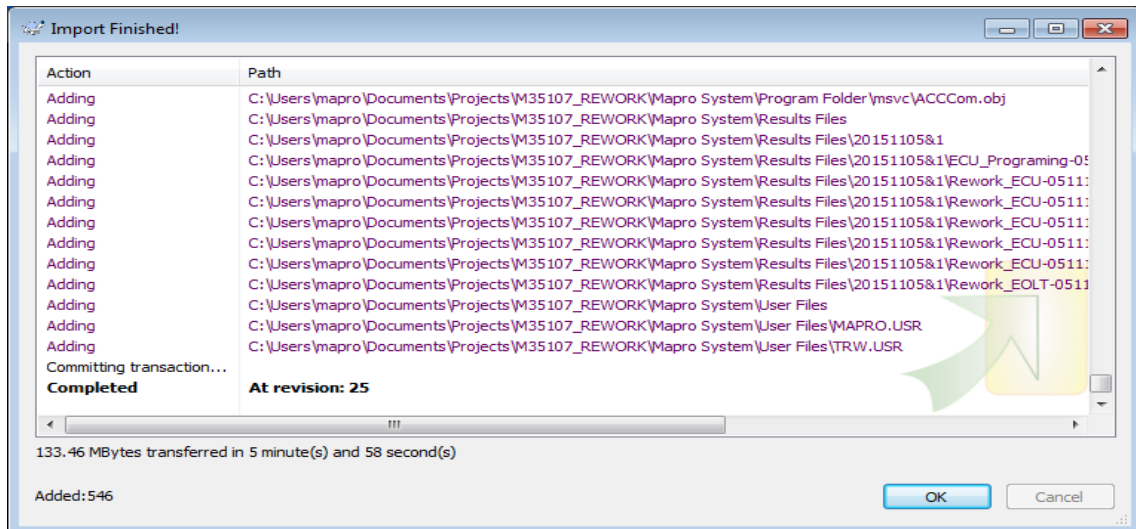 Import Finished!
Action Path
Adding C:\Users\mapro\Documents\Projects\M35107_REWORK\Mapro System\Program Folder\msvc\ACCCom.obj
Adding C:\Users\mapro\Documents\Projects\M35107_REWORK\Mapro System\Results Files
Adding C:\Users\mapro\Documents\Projects\M35107_REWORK\Mapro System\Results Files\20151105&1
Adding C:\Users\mapro\Documents\Projects\M35107_REWORK\Mapro System\Results Files\20151105&1\ECU_Programing-05
Adding C:\Users\mapro\Documents\Projects\M35107_REWORK\Mapro System\Results Files\20151105&1\Rework_ECU-05111
Adding C:\Users\mapro\Documents\Projects\M35107_REWORK\Mapro System\Results Files\20151105&1\Rework_ECU-05111
Adding C:\Users\mapro\Documents\Projects\M35107_REWORK\Mapro System\Results Files\20151105&1\Rework_ECU-05111
Adding C:\Users\mapro\Documents\Projects\M35107_REWORK\Mapro System\Results Files\20151105&1\Rework_ECU-05111
Adding C:\Users\mapro\Documents\Projects\M35107_REWORK\Mapro System\Results Files\20151105&1\Rework_ECU-05111
Adding C:\Users\mapro\Documents\Projects\M35107_REWORK\Mapro System\Results Files\20151105&1\Rework_EOLT-0511
Adding C:\Users\mapro\Documents\Projects\M35107_REWORK\Mapro System\User Files
Adding C:\Users\mapro\Documents\Projects\M35107_REWORK\Mapro System\User Files\MAPRO.USR
Adding C:\Users\mapro\Documents\Projects\M35107_REWORK\Mapro System\User Files\TRW.USR
Committing transaction...
Completed At revision: 25
133.46 MBytes transferred in 5 minute(s) and 58 second(s)
Added:546
OK Cancel